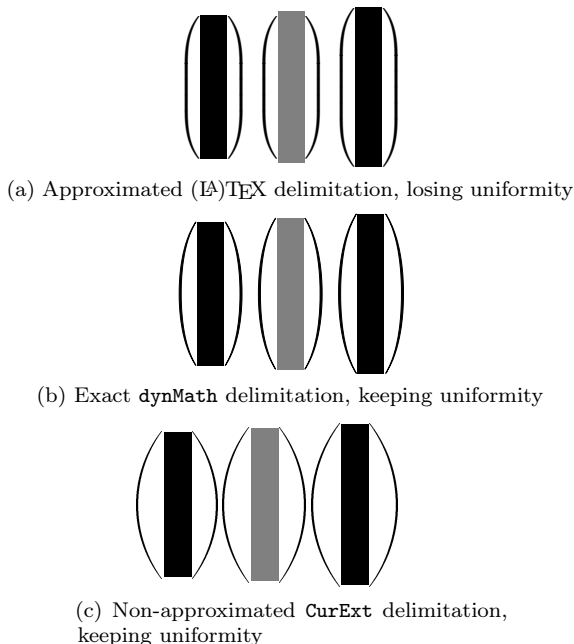 (a) Approximated (LA)TEX delimitation, losing uniformity
(b) Exact dynMath delimitation, keeping uniformity
(c) Non-approximated CurExt delimitation,
keeping uniformity